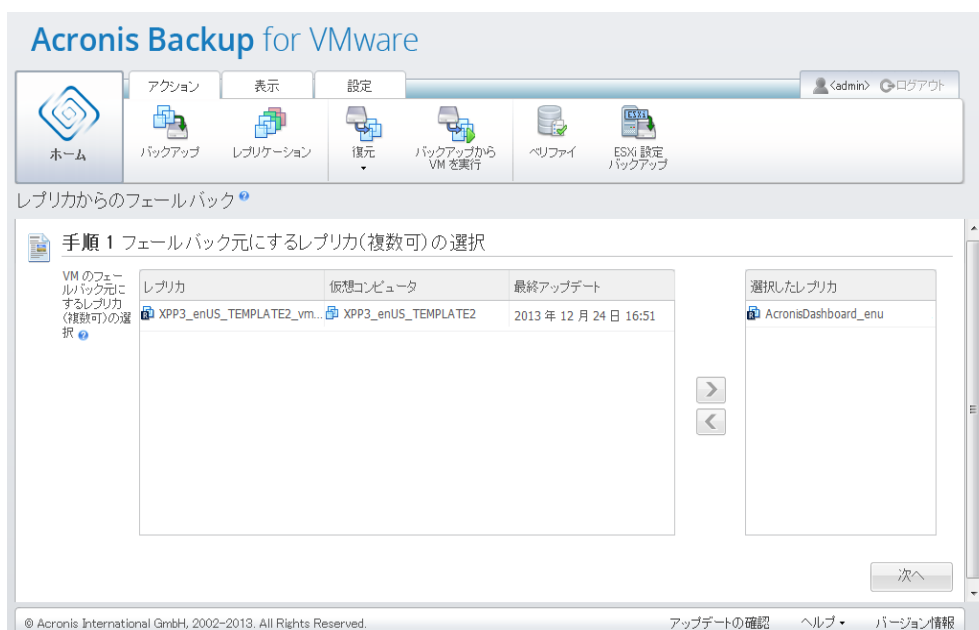 Acronis Backup for VMware
アクション 表示 設定
<admin> ログアウト
ホーム
バックアップ
レプリケーション
復元
バックアップから
VM を実行
ベリファイ
ESXi 設定
バックアップ
レプリカからのフェールバック
手順 1 フェールバック元にするレプリカ(複数可)の選択
VM のフェー
ルバック元に
するレプリカ
(複数可)の選
択
レプリカ 仮想コンピュータ 最終アップデート
XPP3_enUS_TEMPLATE2_vm... XPP3_enUS_TEMPLATE2 2013 年 12 月 24 日 16:51
選択したレプリカ
AcronisDashboard_enu
次へ
© Acronis International GmbH, 2002-2013. All Rights Reserved.
アップデートの確認 ヘルプ バージョン情報